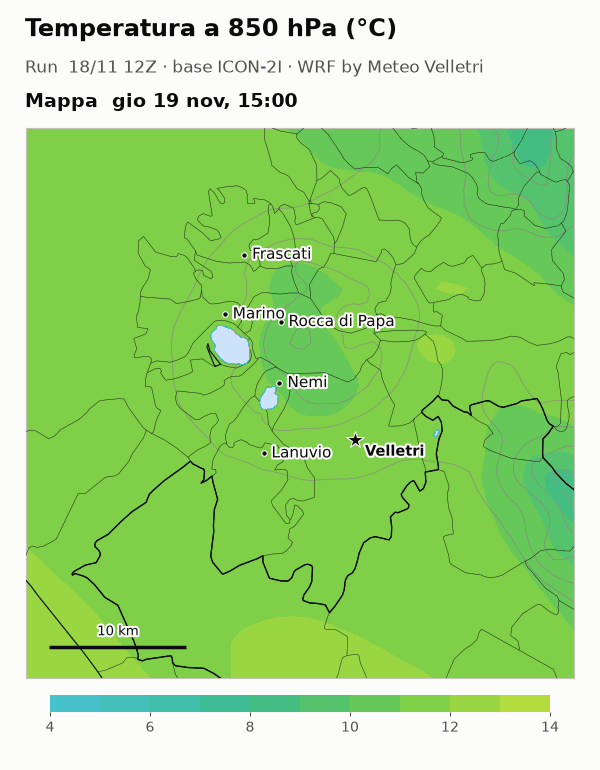 Temperatura a 850 hPa (°C)
Run  18/11 12Z · base ICON-2I · WRF by Meteo Velletri
Mappa  gio 19 nov, 15:00
Frascati
Marino
Rocca di Papa
Nemi
Velletri
Lanuvio
10 km
4 6 8 10 12 14